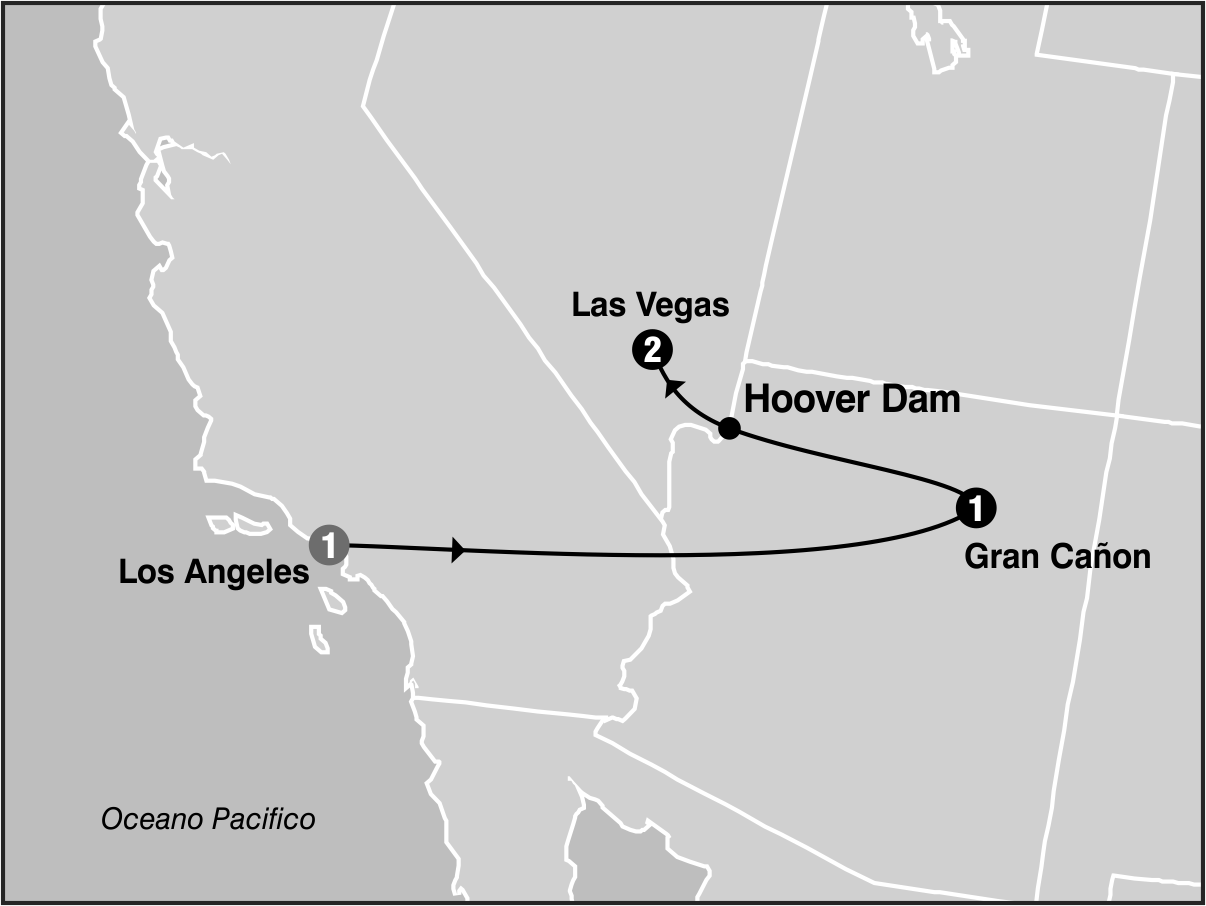 Las Vegas
2
Hoover Dam
1
Gran Cañon
1
Los Angeles
Oceano Pacifico